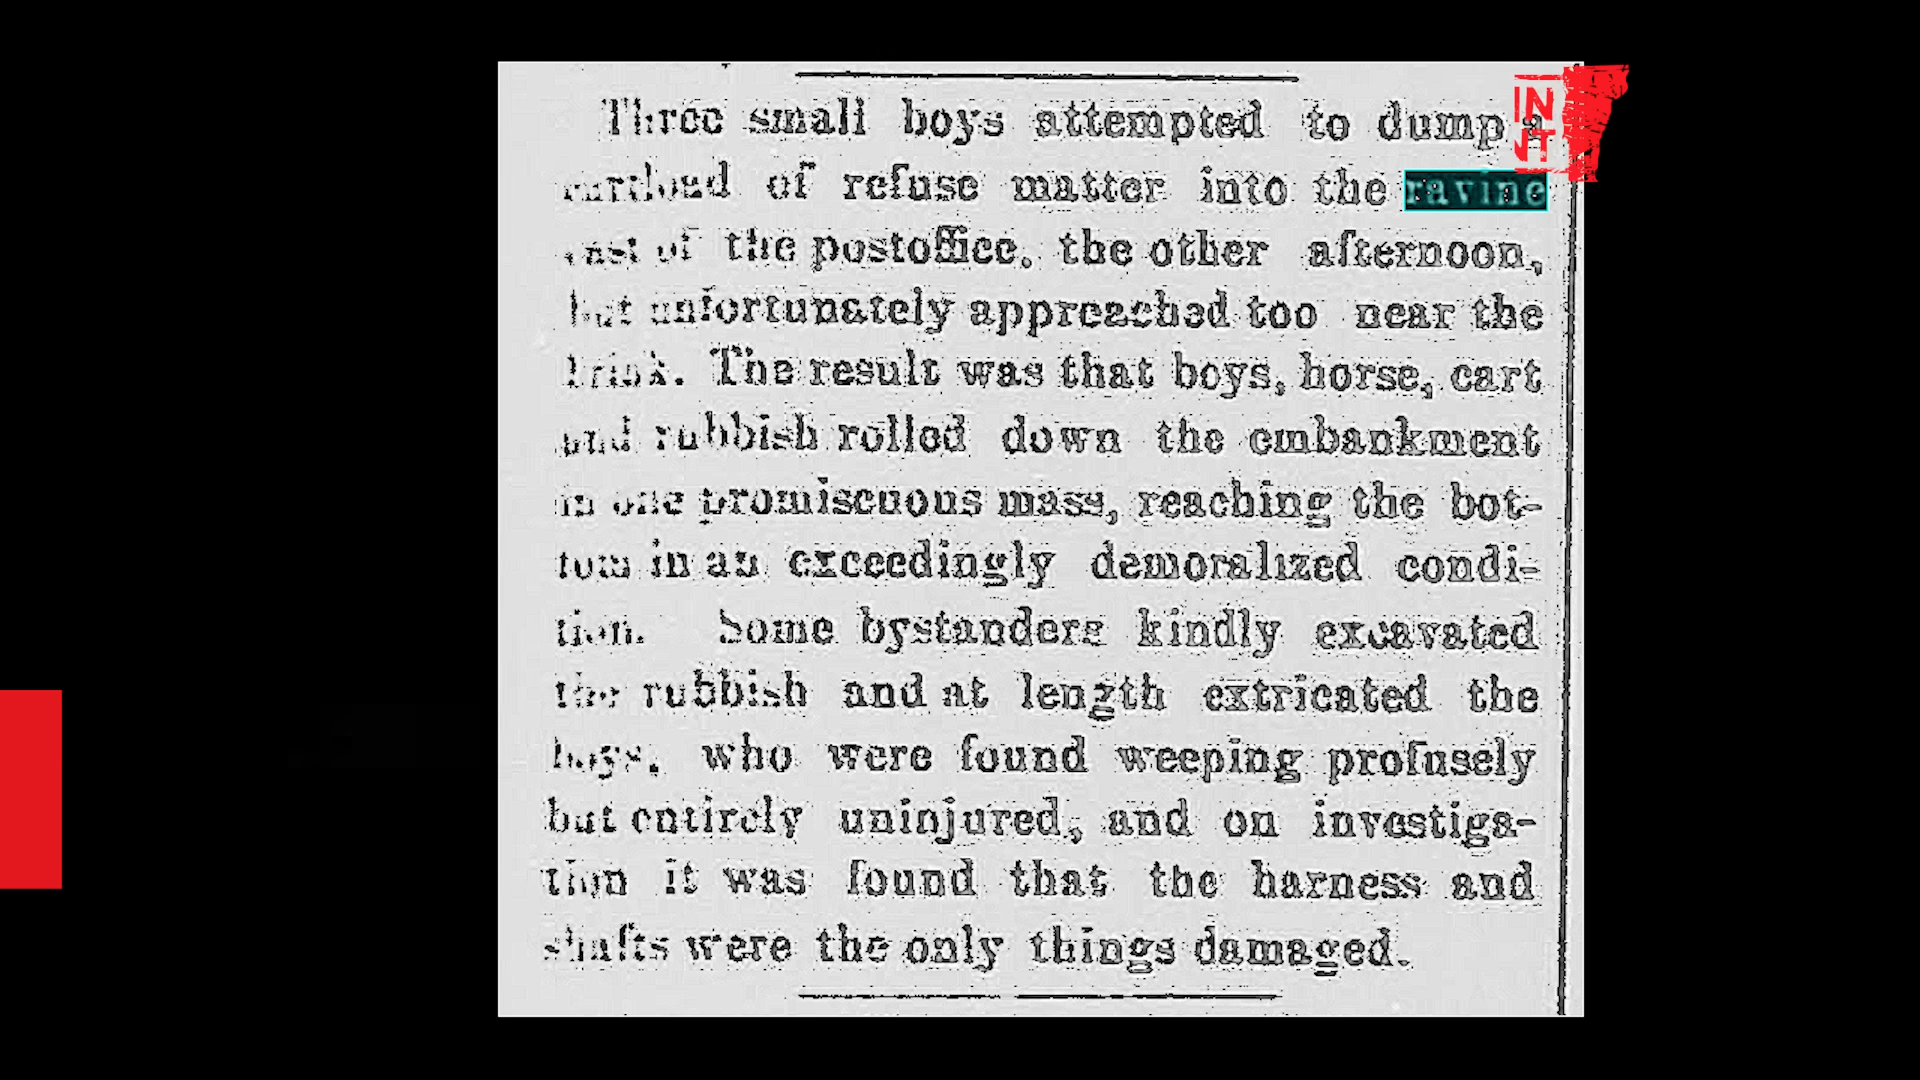 Three small boys attempted to dump a
cartload of refuse matter into the ravine
east of the postoffice, the other afternoon,
but unfortunately approached too near the
brink. The result was that boys, horse, cart
and rubbish rolled down the embankment
in one promiscuous mass, reaching the bot-
tom in an exceedingly demoralized condi-
tion. Some bystanders kindly excavated
the rubbish and at length extricated the
boys, who were found weeping profusely
but entirely uninjured, and on investiga-
tion it was found that the harness and
shafts were the only things damaged.
IN